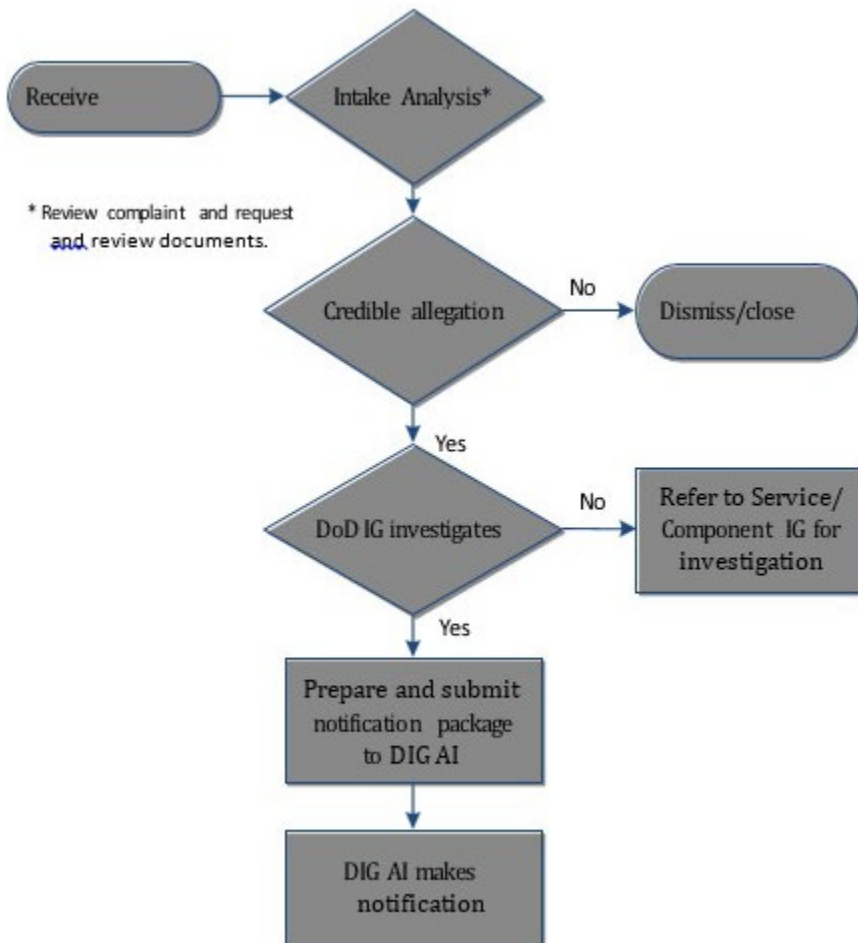 Receive
Intake Analysis*
* Review complaint and request
and review documents.
Credible allegation
No
Dismiss/close
Yes
DoD IG investigates
No
Refer to Service/
Component IG for
investigation
Yes
Prepare and submit
notification package
to DIG AI
DIG AI makes
notification